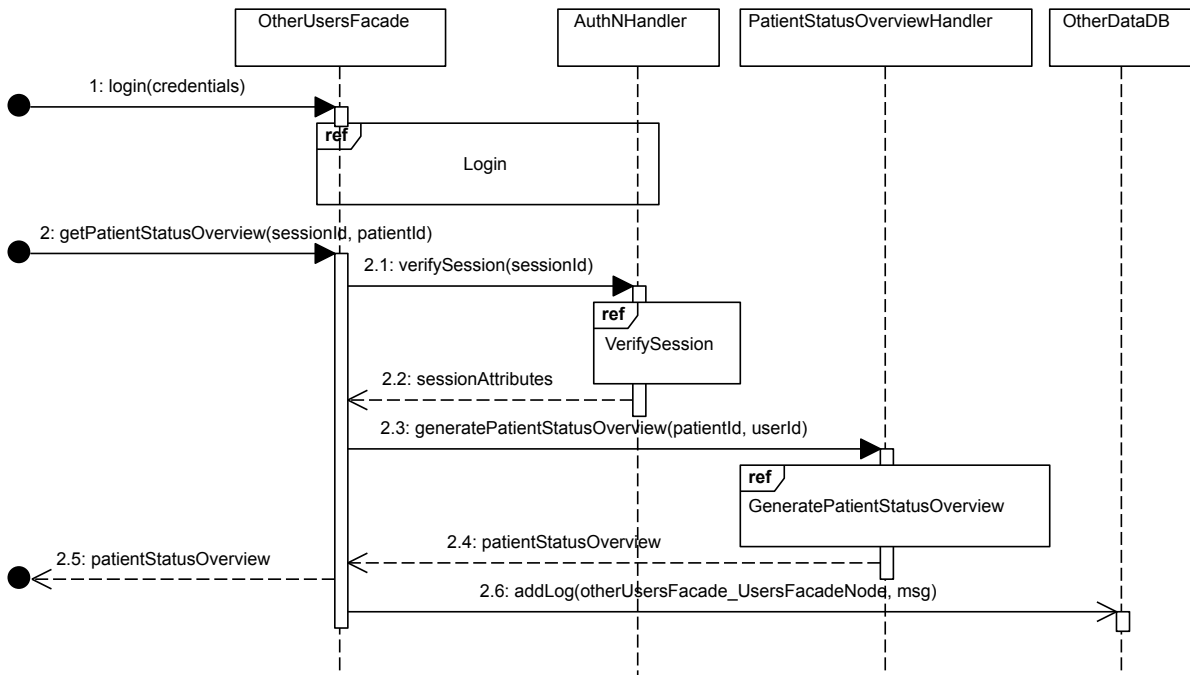 OtherUsersFacade
AuthNHandler
PatientStatusOverviewHandler
OtherDataDB
1: login(credentials)
ref
Login
2: getPatientStatusOverview(sessionId, patientId)
2.1: verifySession(sessionId)
ref
VerifySession
2.2: sessionAttributes
2.3: generatePatientStatusOverview(patientId, userId)
ref
GeneratePatientStatusOverview
2.4: patientStatusOverview
2.5: patientStatusOverview
2.6: addLog(otherUsersFacade_UsersFacadeNode, msg)